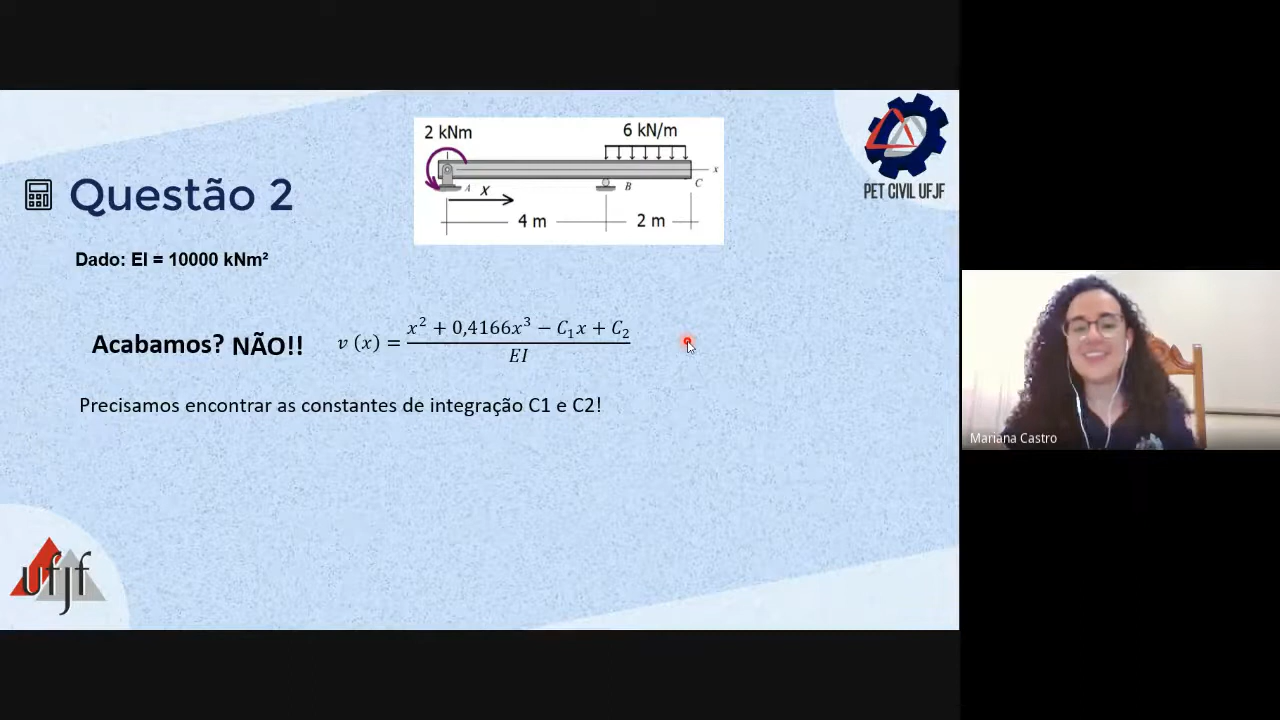 2 kNm
6 kN/m
x
A
X
B
C
4 m
2 m
PET CIVIL UFJF
Questão 2
Dado: EI = 10000 kNm²
Acabamos? NÃO!!
v (x) = \frac{x² + 0,4166x³ − C₁x + C₂}{EI}
Precisamos encontrar as constantes de integração C1 e C2!
Mariana Castro
ufjf